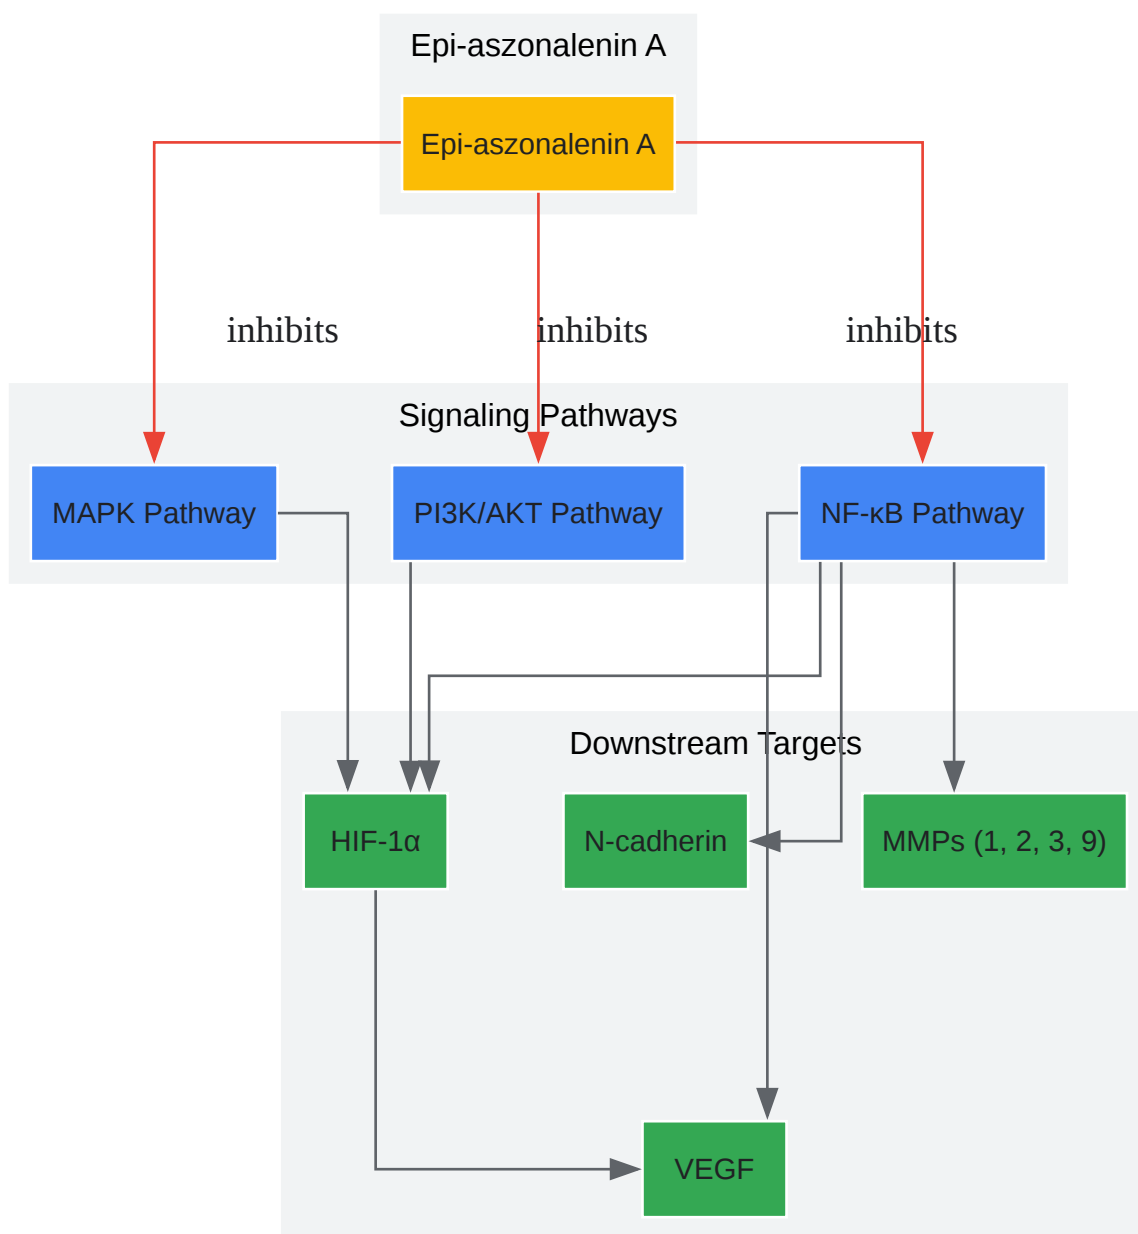 Epi-aszonalenin A
Epi-aszonalenin A
inhibits
inhibits
inhibits
Signaling Pathways
MAPK Pathway
PI3K/AKT Pathway
NF-κB Pathway
Downstream Targets
HIF-1α
N-cadherin
MMPs (1, 2, 3, 9)
VEGF